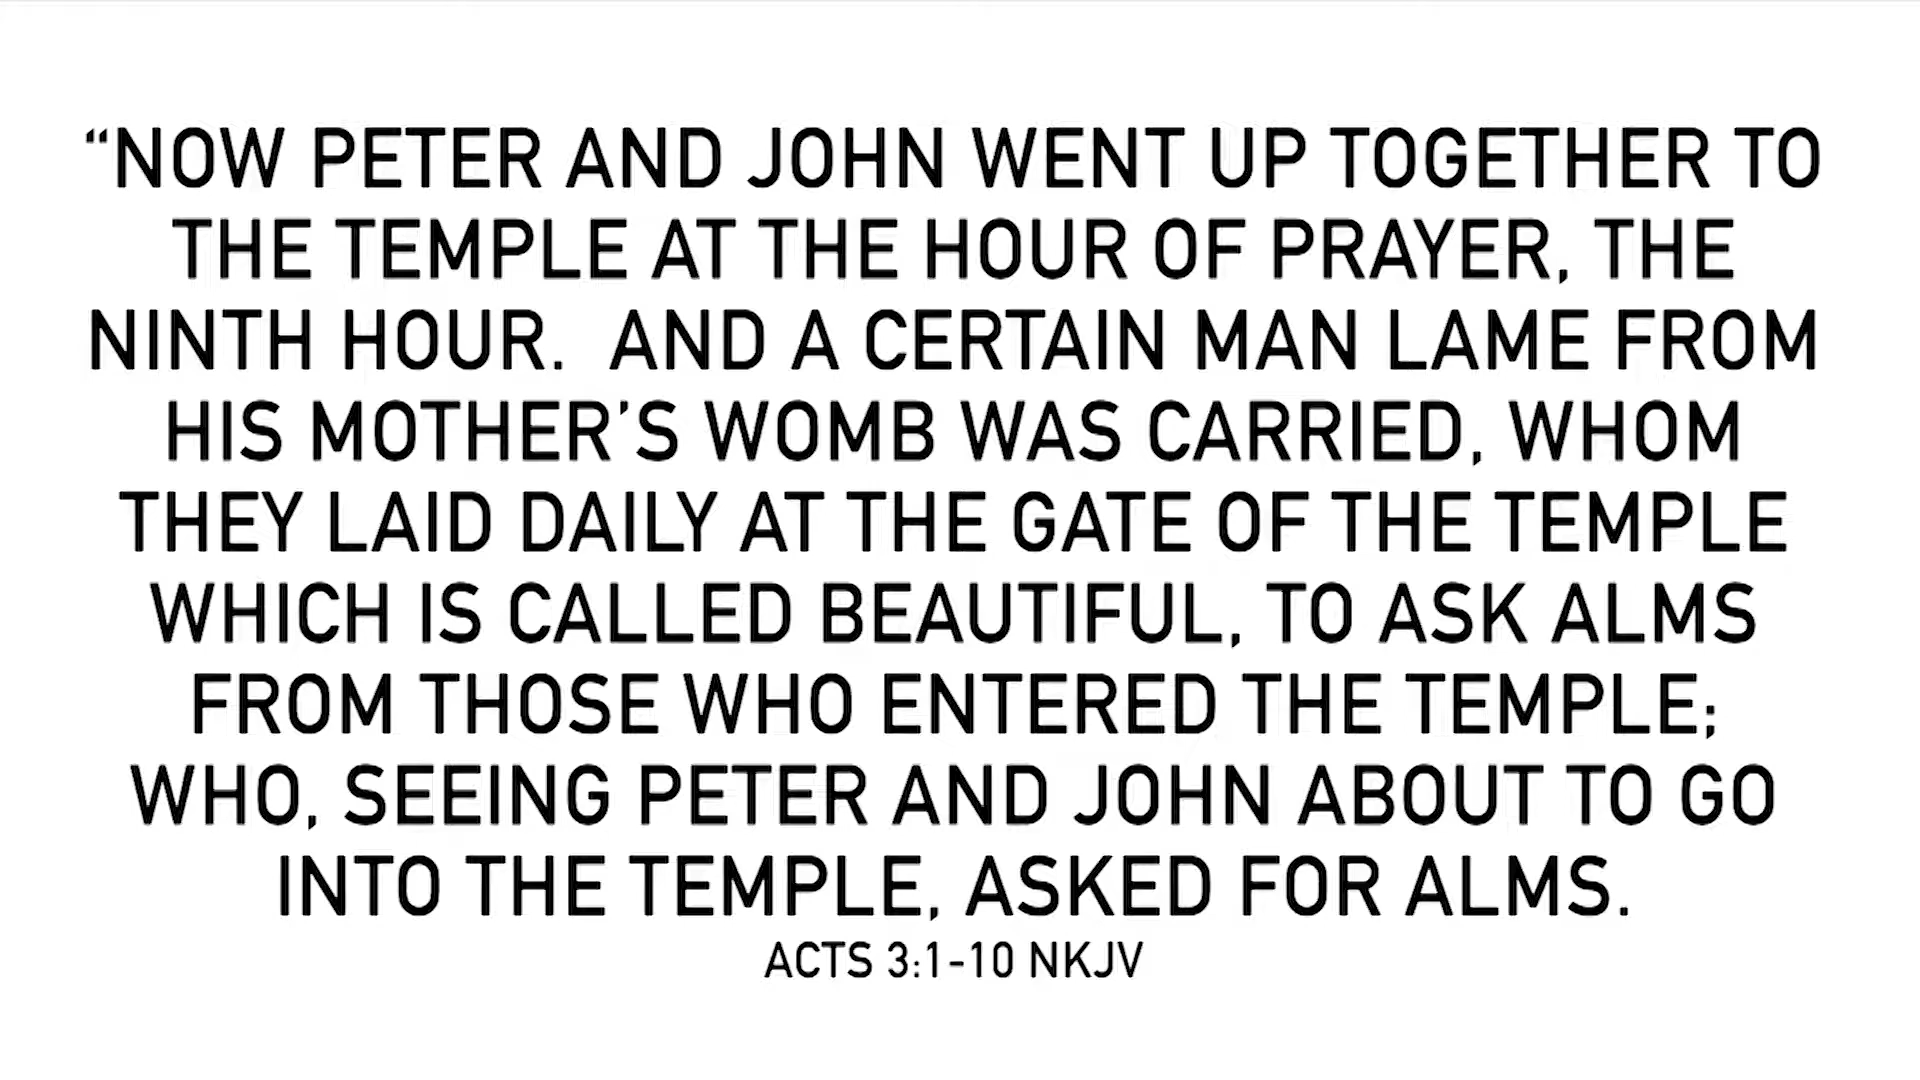 “NOW PETER AND JOHN WENT UP TOGETHER TO
THE TEMPLE AT THE HOUR OF PRAYER, THE
NINTH HOUR.  AND A CERTAIN MAN LAME FROM
HIS MOTHER’S WOMB WAS CARRIED, WHOM
THEY LAID DAILY AT THE GATE OF THE TEMPLE
WHICH IS CALLED BEAUTIFUL, TO ASK ALMS
FROM THOSE WHO ENTERED THE TEMPLE;
WHO, SEEING PETER AND JOHN ABOUT TO GO
INTO THE TEMPLE, ASKED FOR ALMS.
ACTS 3:1-10 NKJV